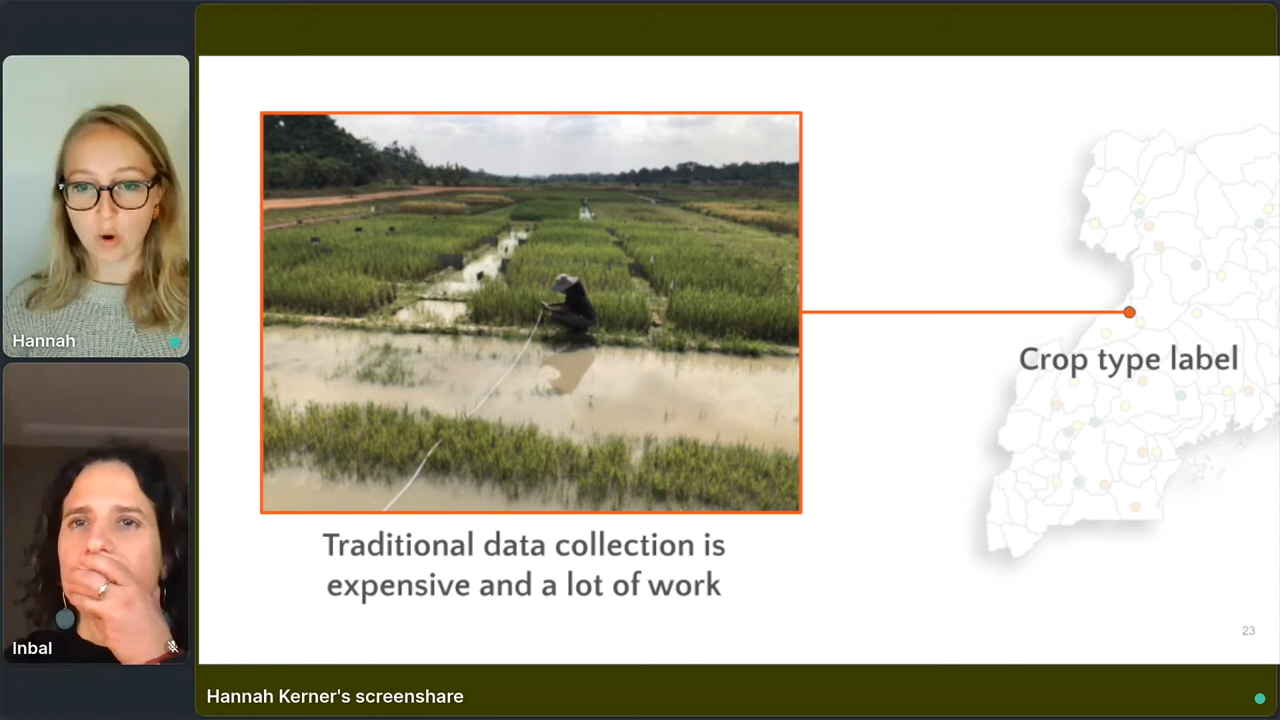 Hannah
Inbal
Crop type label
Traditional data collection is
expensive and a lot of work
23
Hannah Kerner's screenshare